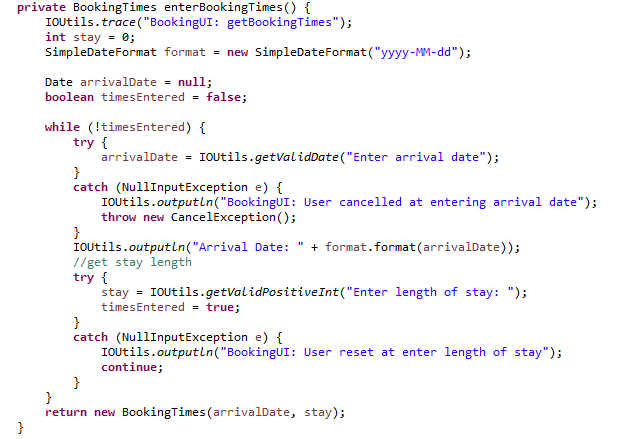 private BookingTimes enterBookingTimes() {
    IOUtils.trace("BookingUI: getBookingTimes");
    int stay = 0;
    SimpleDateFormat format = new SimpleDateFormat("yyyy-MM-dd");

    Date arrivalDate = null;
    boolean timesEntered = false;

    while (!timesEntered) {
        try {
            arrivalDate = IOUtils.getValidDate("Enter arrival date");
        }
        catch (NullInputException e) {
            IOUtils.outputln("BookingUI: User cancelled at entering arrival date");
            throw new CancelException();
        }
        IOUtils.outputln("Arrival Date: " + format.format(arrivalDate));
        //get stay length
        try {
            stay = IOUtils.getValidPositiveInt("Enter length of stay: ");
            timesEntered = true;
        }
        catch (NullInputException e) {
            IOUtils.outputln("BookingUI: User reset at enter length of stay");
            continue;
        }
    }
    return new BookingTimes(arrivalDate, stay);
}